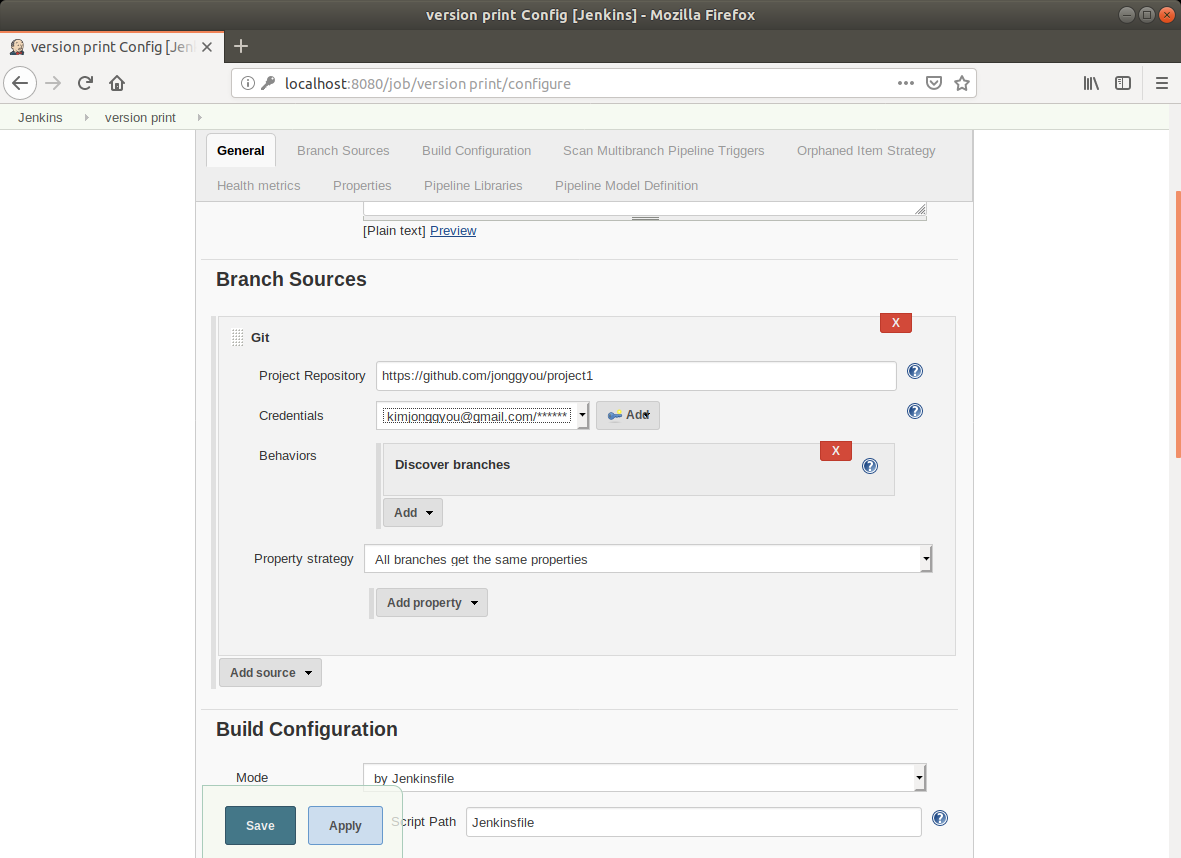 version print Config [Jenkins] - Mozilla Firefox
version print Config [Jen
localhost:8080/job/version print/configure
Jenkins version print
General Branch Sources Build Configuration Scan Multibranch Pipeline Triggers Orphaned Item Strategy
Health metrics Properties Pipeline Libraries Pipeline Model Definition
[Plain text] Preview
Branch Sources
X
Git
Project Repository https://github.com/jonggyou/project1
Credentials kimjonggyou@gmail.com/****** Add
Behaviors
X
Discover branches
Add
Property strategy All branches get the same properties
Add property
Add source
Build Configuration
Mode by Jenkinsfile
Save Apply Script Path Jenkinsfile